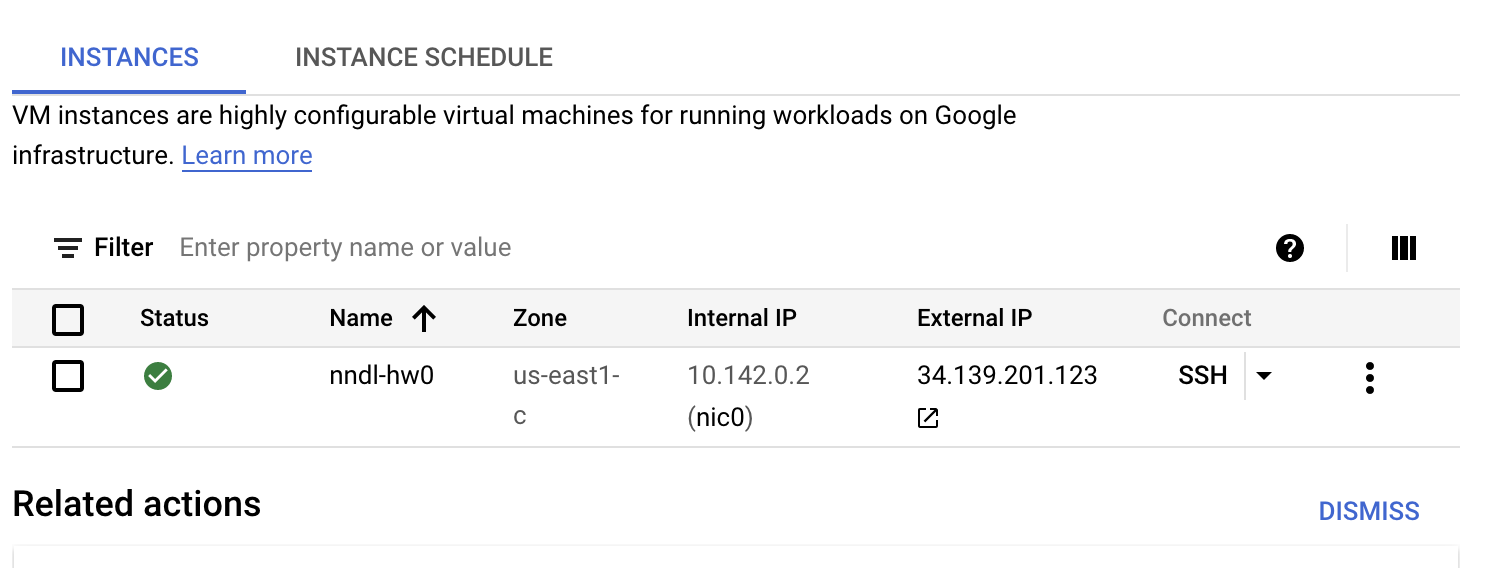 INSTANCES INSTANCE SCHEDULE
VM instances are highly configurable virtual machines for running workloads on Google
infrastructure. Learn more
Filter Enter property name or value
Status Name Zone Internal IP External IP Connect
nndl-hw0 us-east1- 10.142.0.2 34.139.201.123 SSH
c (nic0)
Related actions DISMISS